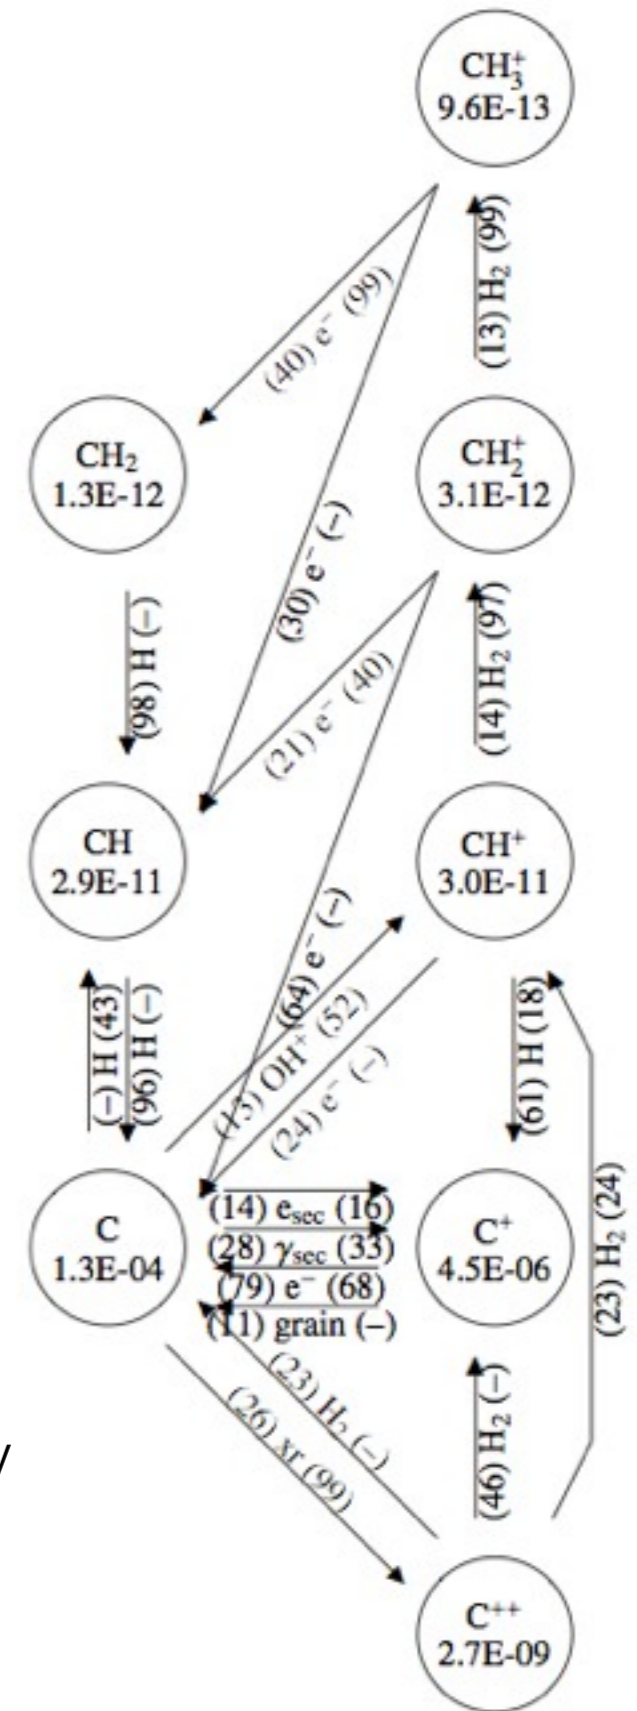 CH₃⁺
9.6E-13
(13) H₂ (99)
(40) e⁻ (99)
(30) e⁻ (–)
CH₂
1.3E-12
CH₂⁺
3.1E-12
(98) H (–)
(21) e⁻ (40)
(14) H₂ (97)
(64) e⁻ (–)
CH
2.9E-11
CH⁺
3.0E-11
(–) H (43)
(96) H (–)
(13) OH⁺ (52)
(24) e⁻ (–)
(61) H (18)
C
1.3E-04
(14) eₛₑ꜀ (16)
(28) γₛₑ꜀ (33)
(79) e⁻ (68)
(11) grain (–)
C⁺
4.5E-06
(23) H₂ (24)
(23) H₂ (–)
(26) xr (99)
(46) H₂ (–)
y
C⁺⁺
2.7E-09